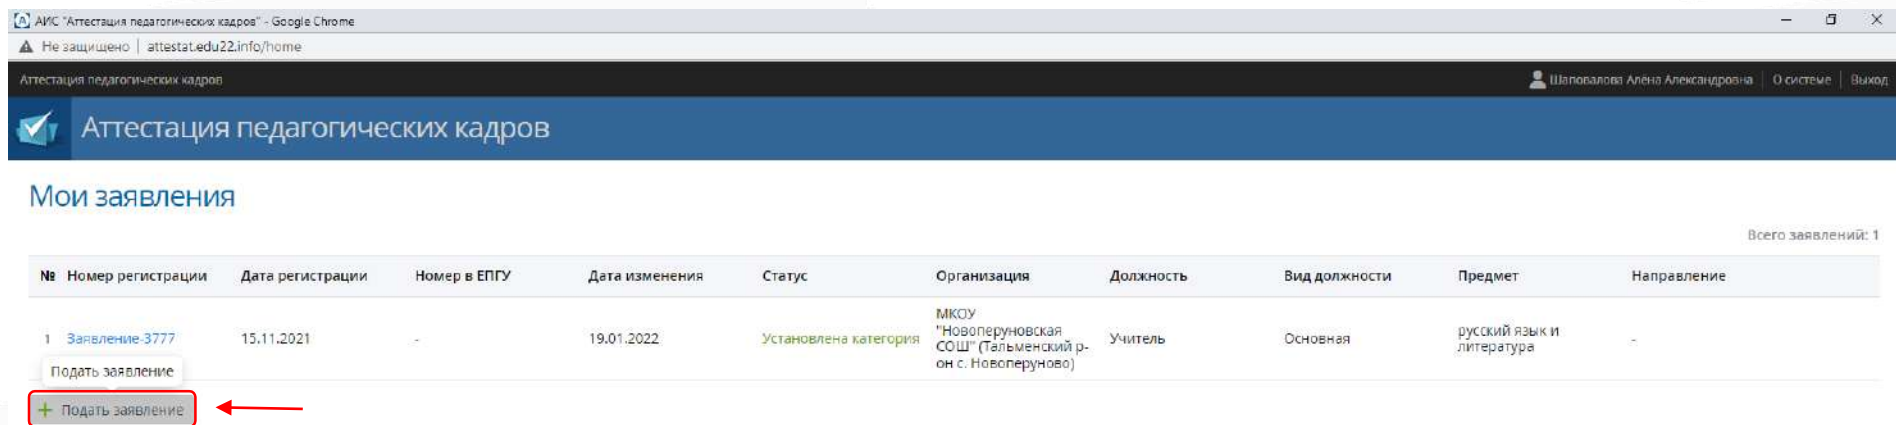 АИС "Аттестация педагогических кадров" - Google Chrome
Не защищено | attestat.edu22.info/home
Аттестация педагогических кадров
Шаповалова Алёна Александровна | О системе | Выход
Аттестация педагогических кадров
Мои заявления
Всего заявлений: 1
№ Номер регистрации Дата регистрации Номер в ЕПГУ Дата изменения Статус Организация Должность Вид должности Предмет Направление
1 Заявление-3777 15.11.2021 - 19.01.2022 Установлена категория
МКОУ
"Новоперуновская
СОШ" (Тальменский р-
он с. Новоперуново)
Учитель Основная
русский язык и
литература
-
Подать заявление
+ Подать заявление